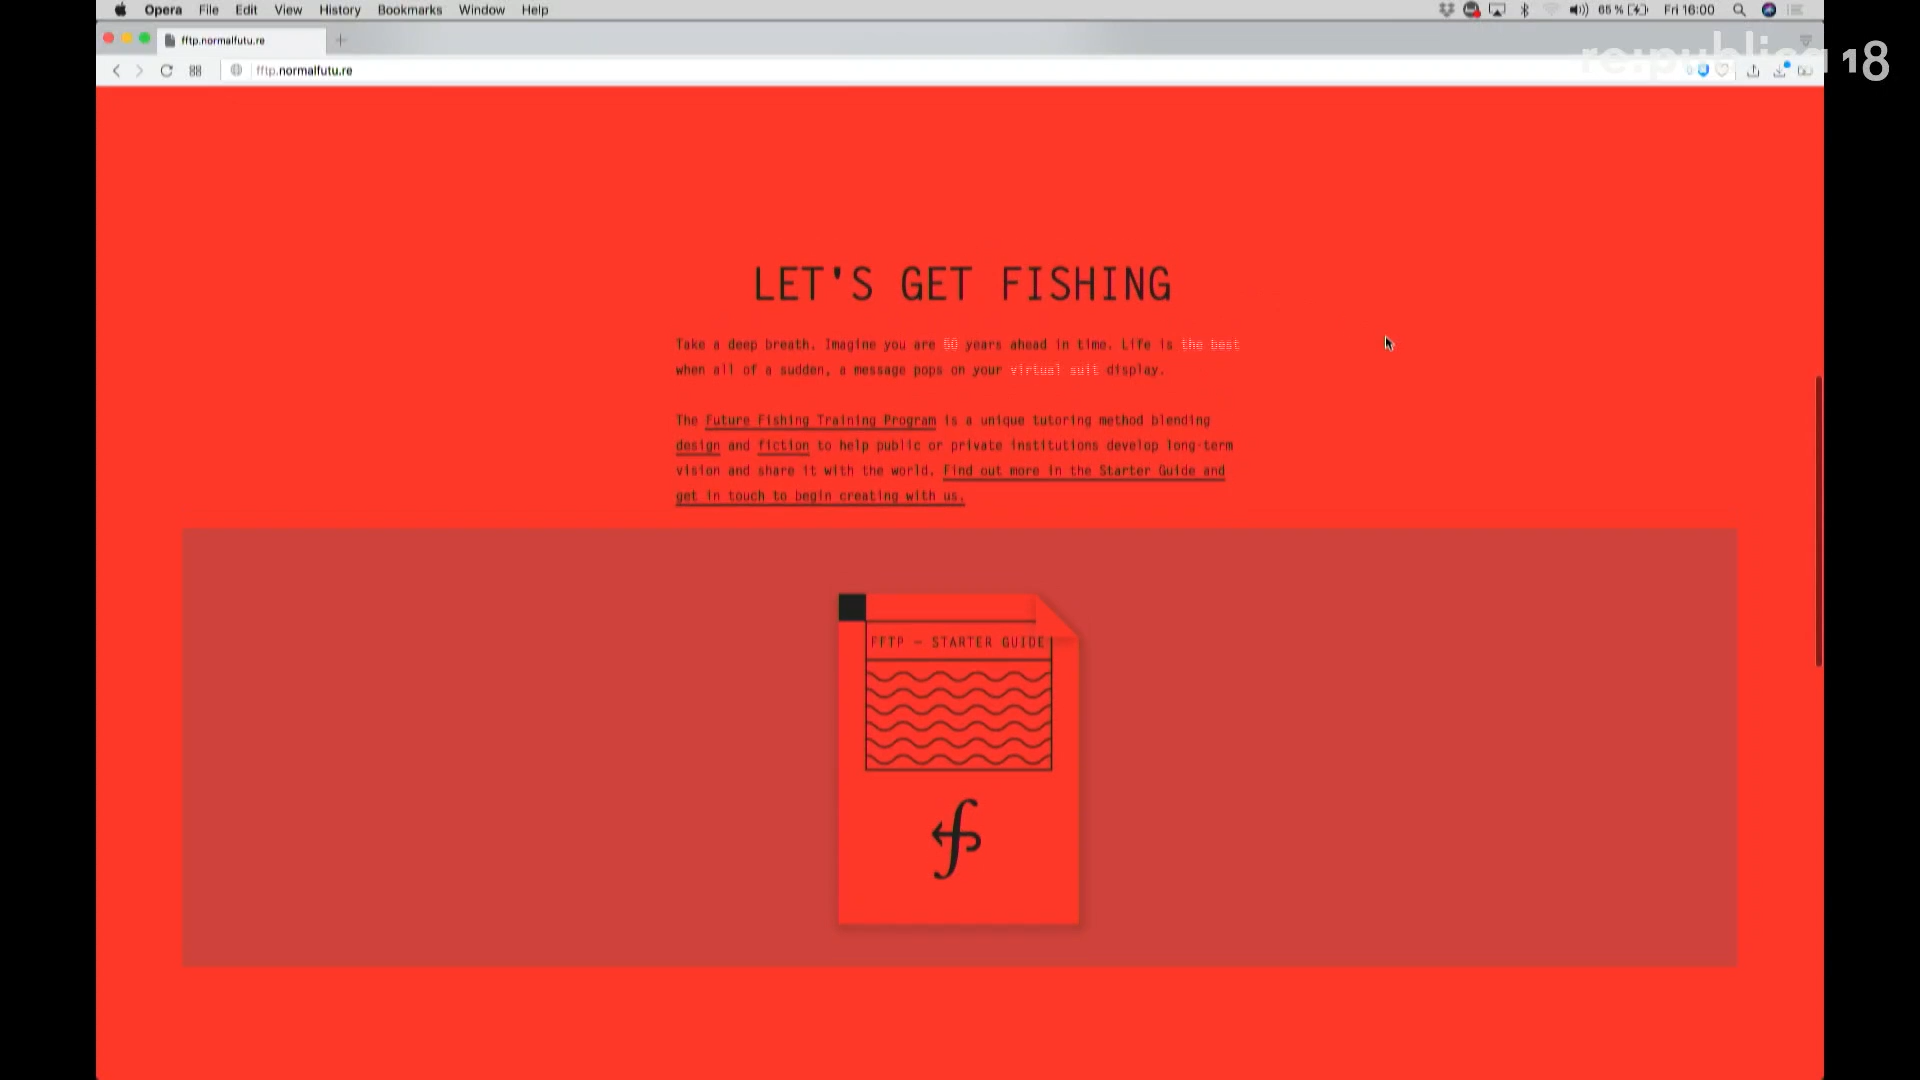 Opera File Edit View History Bookmarks Window Help
65 % Fri 16:00
fftp.normalfutu.re
fftp.normalfutu.re
re:publica 18
LET'S GET FISHING
Take a deep breath. Imagine you are 50 years ahead in time. Life is the best
when all of a sudden, a message pops on your virtual suit display.
The Future Fishing Training Program is a unique tutoring method blending
design and fiction to help public or private institutions develop long-term
vision and share it with the world. Find out more in the Starter Guide and
get in touch to begin creating with us.
FFTP – STARTER GUIDE